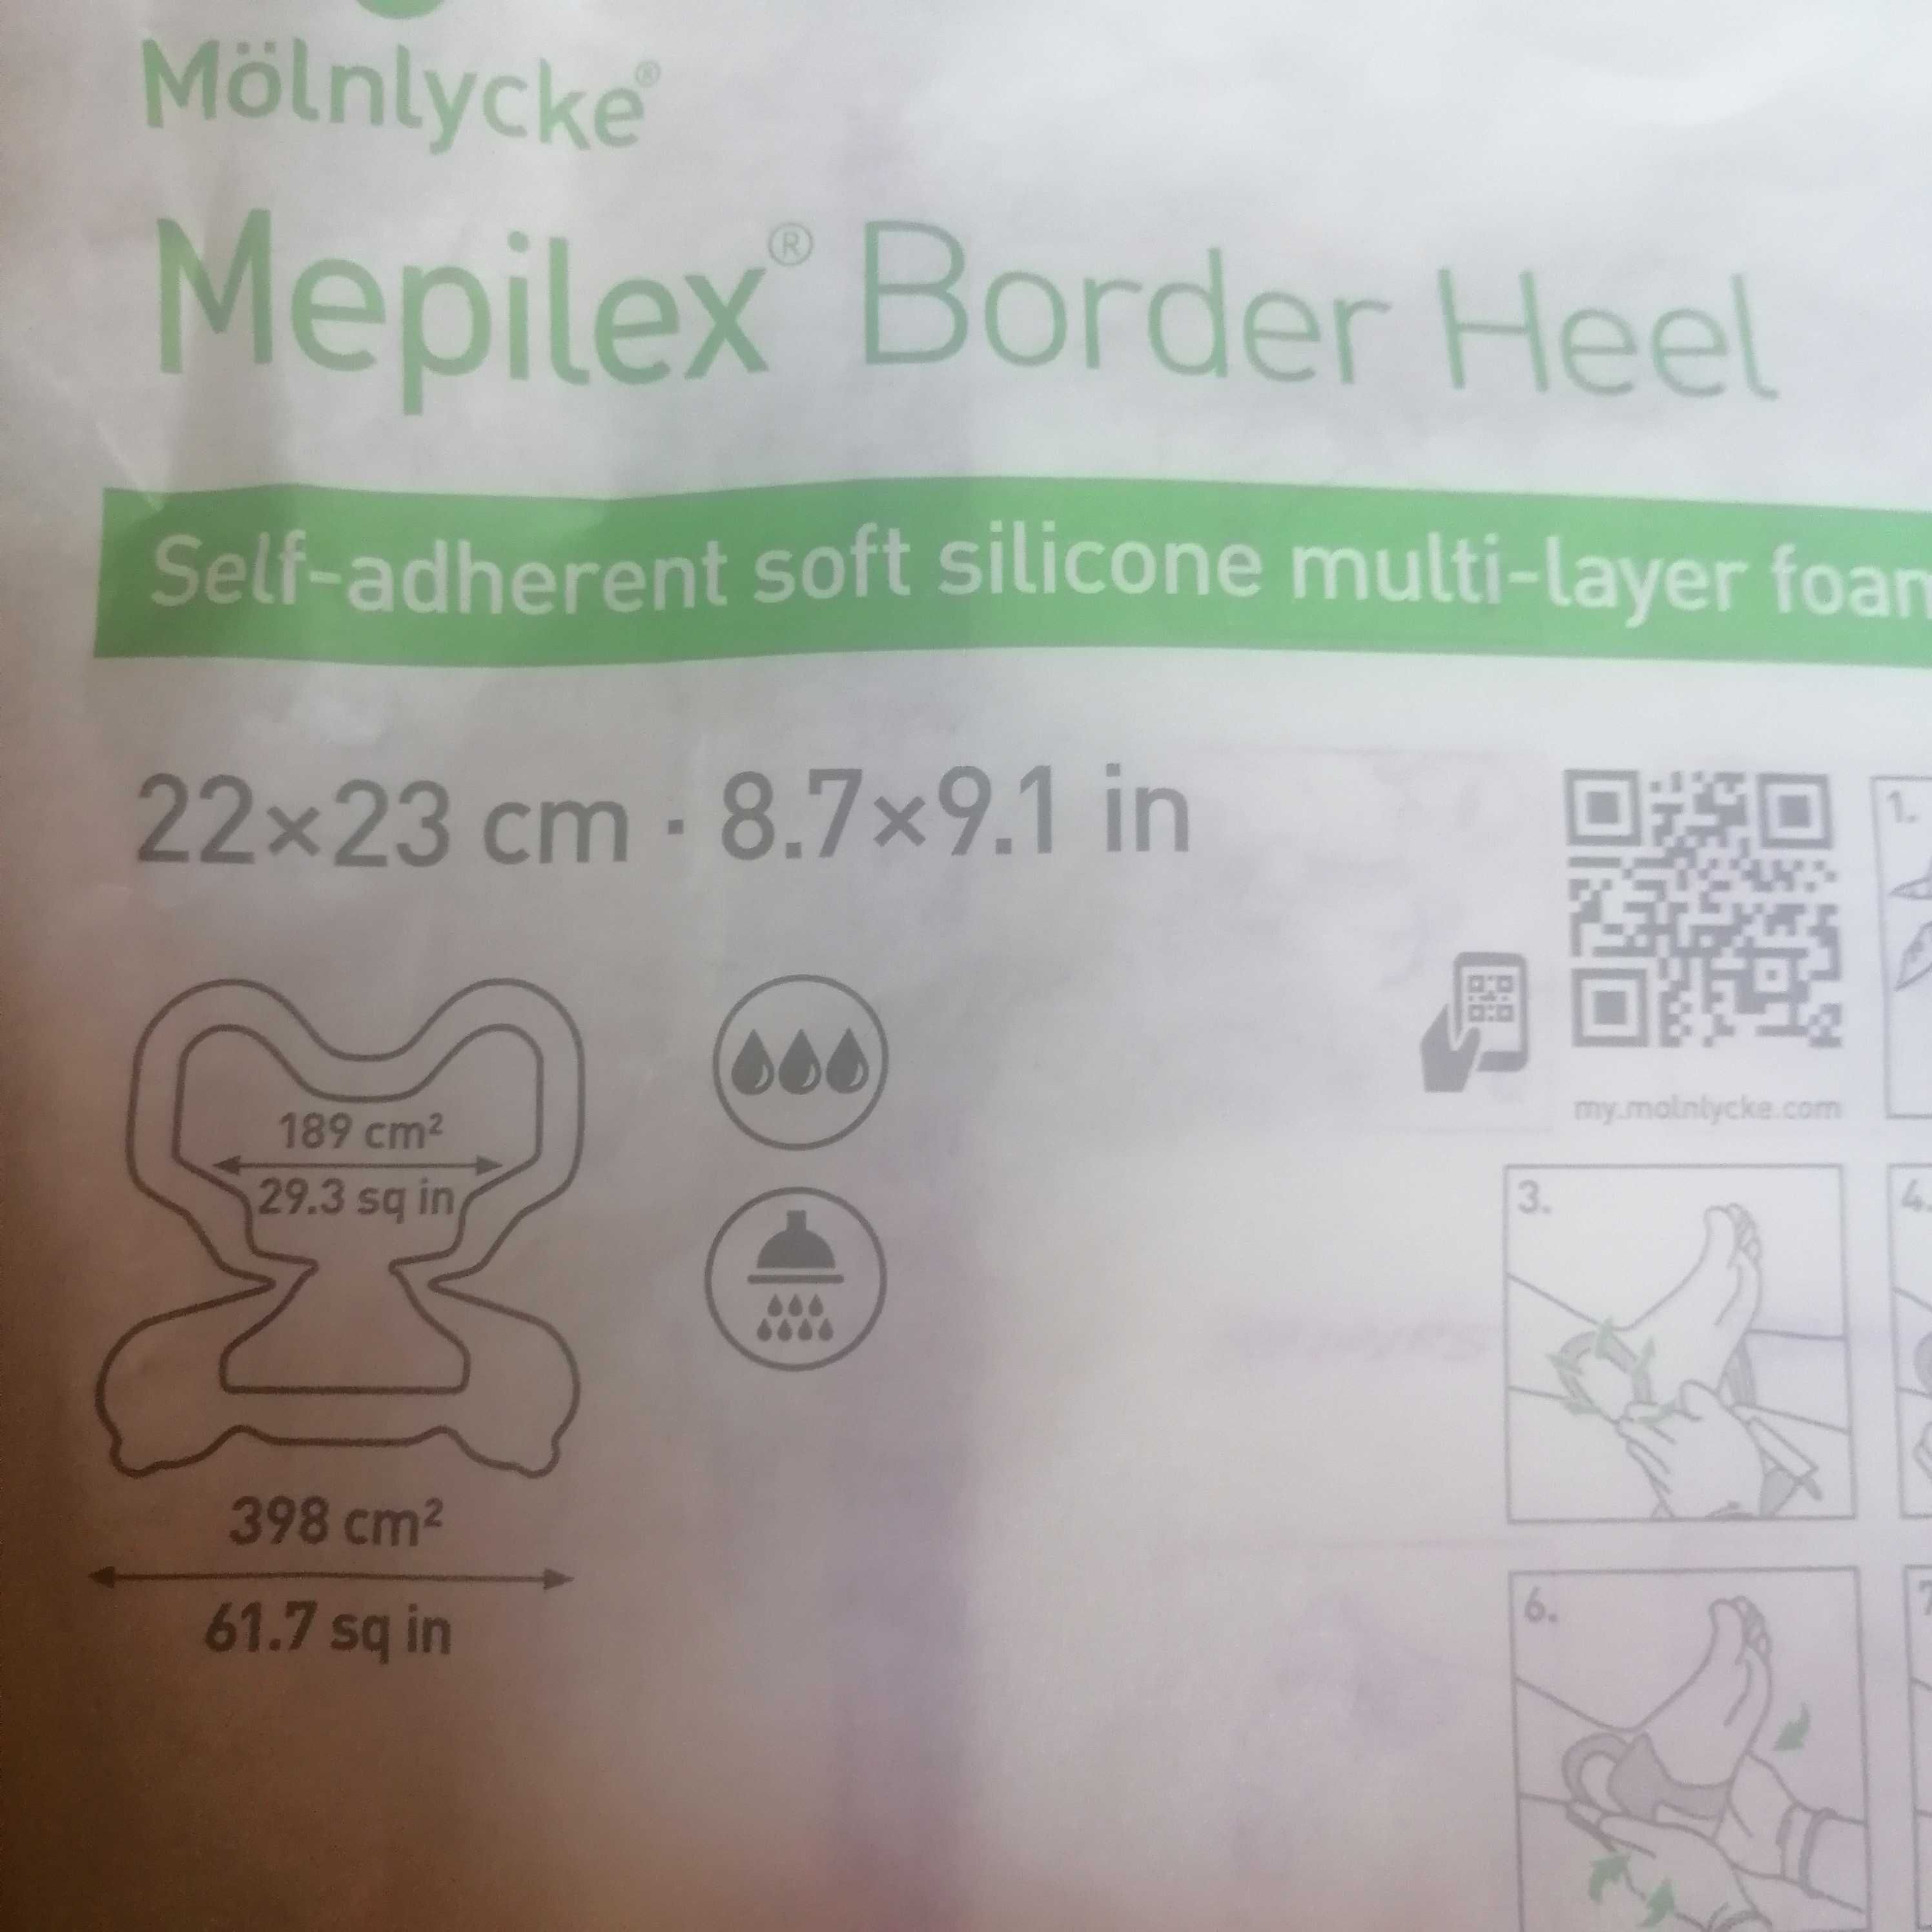 Mölnlycke®
Mepilex® Border Heel
Self-adherent soft silicone multi-layer foam
22×23 cm · 8.7×9.1 in
189 cm²
29.3 sq in
398 cm²
61.7 sq in
my.molnlycke.com
1.
3.
4.
6.
7